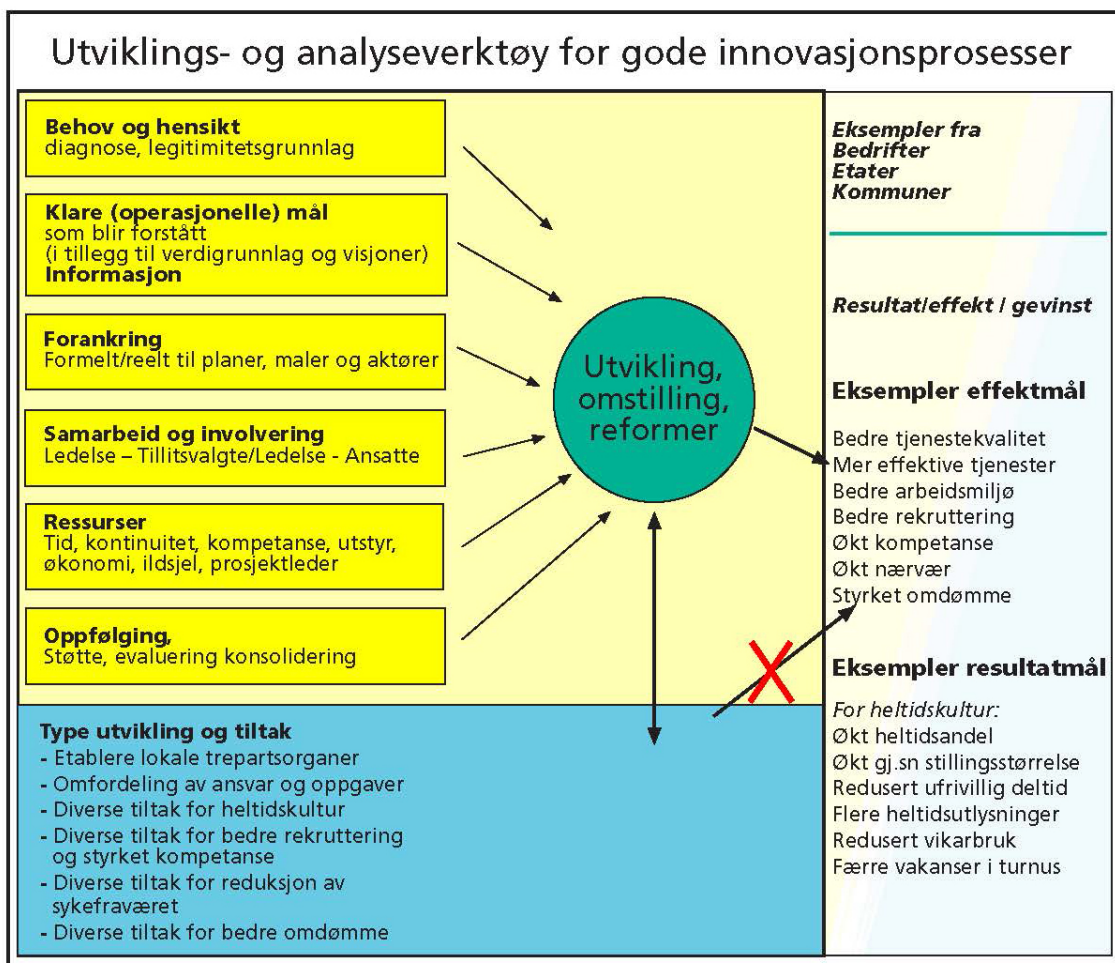 Utviklings- og analyseverktøy for gode innovasjonsprosesser
Behov og hensikt
diagnose, legitimitetsgrunnlag
Klare (operasjonelle) mål
som blir forstått
(i tillegg til verdigrunnlag og visjoner)
Informasjon
Forankring
Formelt/reelt til planer, maler og aktører
Samarbeid og involvering
Ledelse – Tillitsvalgte/Ledelse - Ansatte
Ressurser
Tid, kontinuitet, kompetanse, utstyr,
økonomi, ildsjel, prosjektleder
Oppfølging,
Støtte, evaluering konsolidering
Utvikling,
omstilling,
reformer
Type utvikling og tiltak
- Etablere lokale trepartsorganer
- Omfordeling av ansvar og oppgaver
- Diverse tiltak for heltidskultur
- Diverse tiltak for bedre rekruttering
og styrket kompetanse
- Diverse tiltak for reduksjon av
sykefraværet
- Diverse tiltak for bedre omdømme
Eksempler fra
Bedrifter
Etater
Kommuner
Resultat/effekt / gevinst
Eksempler effektmål
Bedre tjenestekvalitet
Mer effektive tjenester
Bedre arbeidsmiljø
Bedre rekruttering
Økt kompetanse
Økt nærvær
Styrket omdømme
Eksempler resultatmål
For heltidskultur:
Økt heltidsandel
Økt gj.sn stillingsstørrelse
Redusert ufrivillig deltid
Flere heltidsutlysninger
Redusert vikarbruk
Færre vakanser i turnus